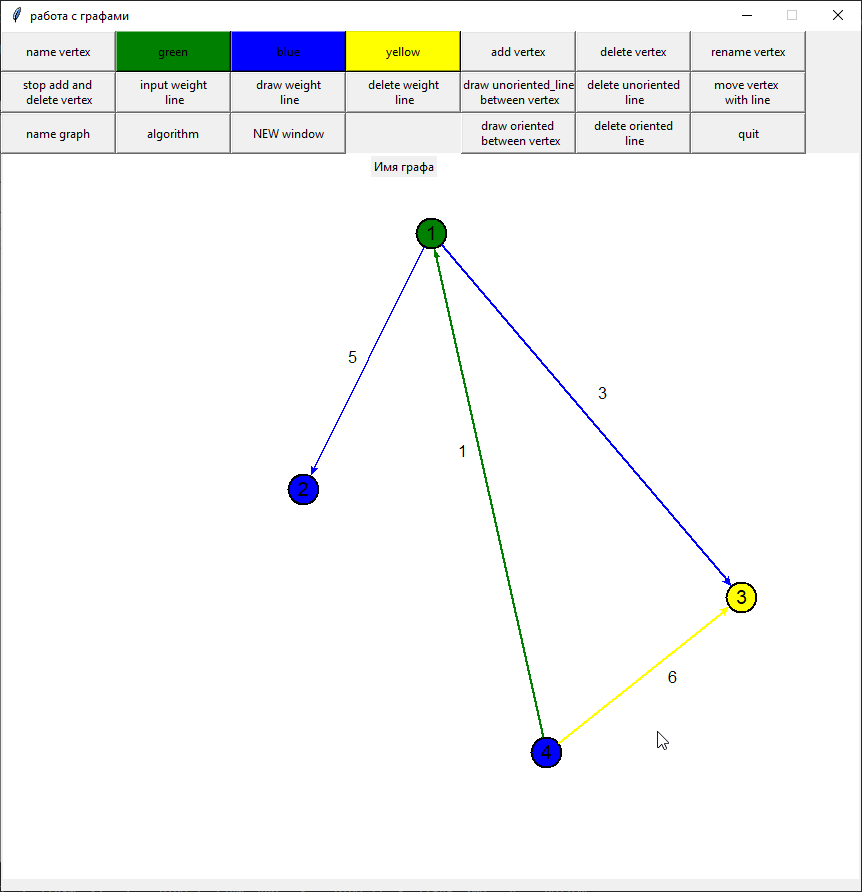 работа с графами
name vertex
green
blue
yellow
add vertex
delete vertex
rename vertex
stop add and
delete vertex
input weight
line
draw weight
line
delete weight
line
draw unoriented_line
between vertex
delete unoriented
line
move vertex
with line
name graph
algorithm
NEW window
draw oriented
between vertex
delete oriented
line
quit
Имя графа
1
5
3
1
2
3
6
4